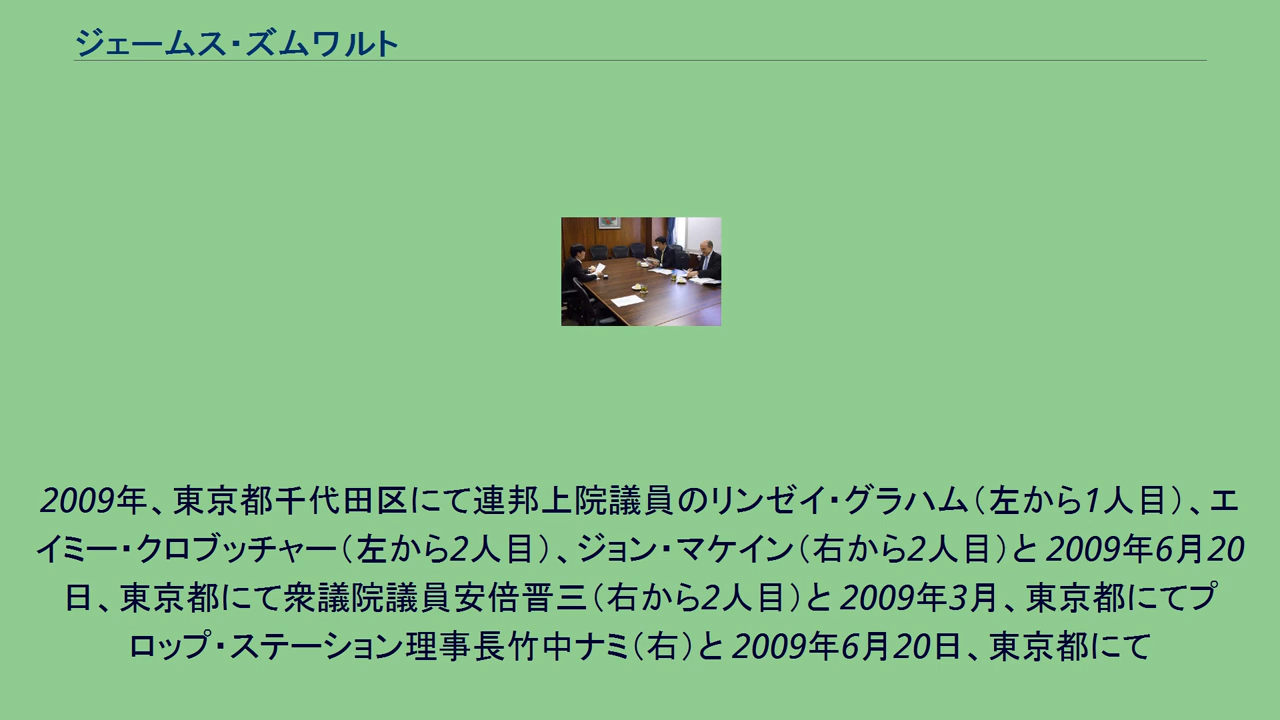 ジェームス・ズムワルト
2009年、東京都千代田区にて連邦上院議員のリンゼイ・グラハム（左から1人目）、エ
イミー・クロブッチャー（左から2人目）、ジョン・マケイン（右から2人目）と 2009年6月20
日、東京都にて衆議院議員安倍晋三（右から2人目）と 2009年3月、東京都にてプ
ロップ・ステーション理事長竹中ナミ（右）と 2009年6月20日、東京都にて